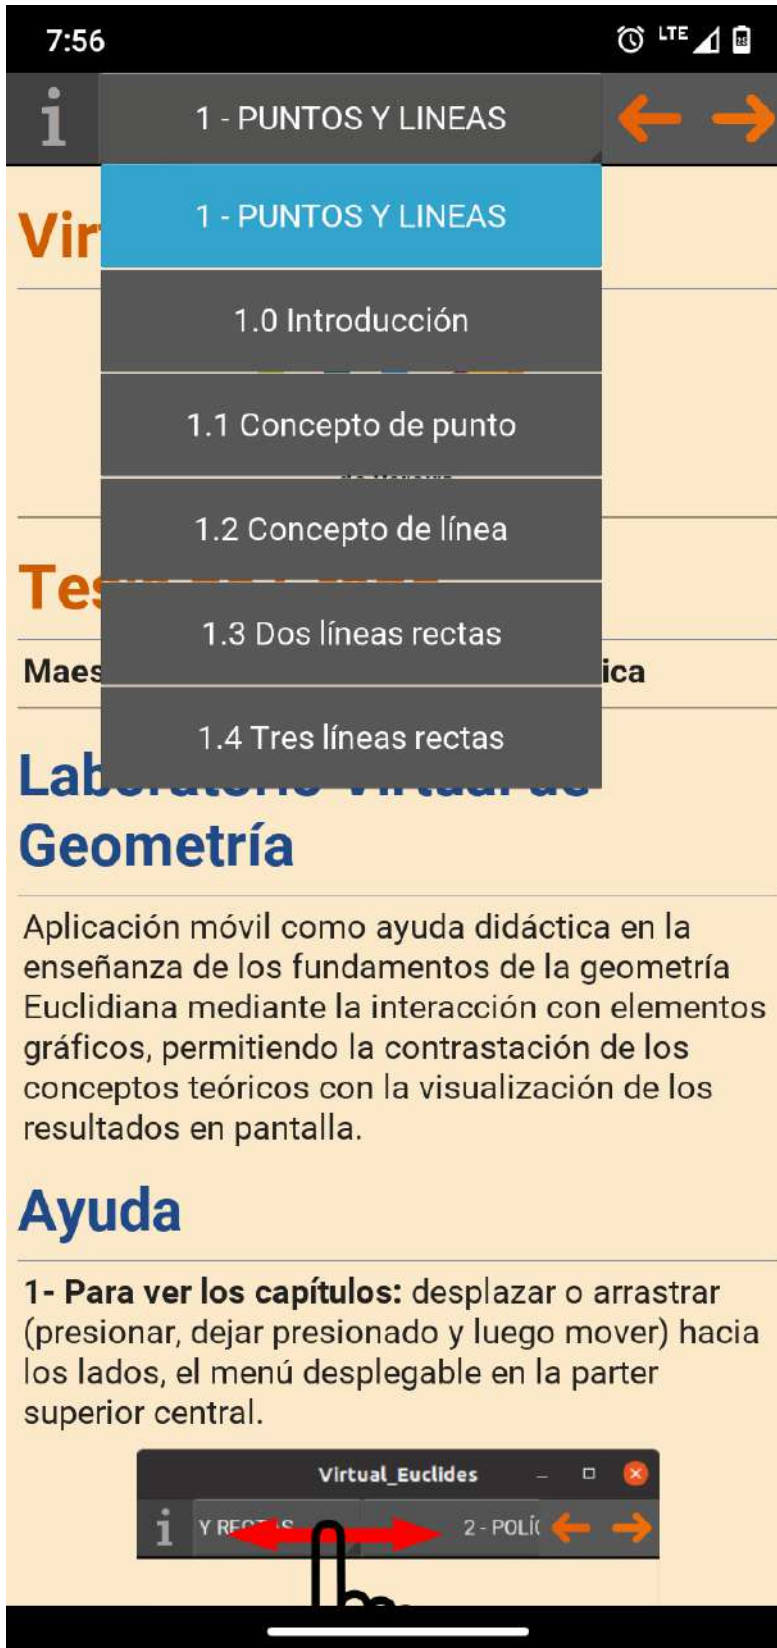 7:56
LTE
i
1 - PUNTOS Y LINEAS
1 - PUNTOS Y LINEAS
Vir
1.0 Introducción
1.1 Concepto de punto
1.2 Concepto de línea
1.3 Dos líneas rectas
Maes
ica
1.4 Tres líneas rectas
Laboratorio Virtual de
Geometría
Aplicación móvil como ayuda didáctica en la
enseñanza de los fundamentos de la geometría
Euclidiana mediante la interacción con elementos
gráficos, permitiendo la contrastación de los
conceptos teóricos con la visualización de los
resultados en pantalla.
Ayuda
1- Para ver los capítulos: desplazar o arrastrar
(presionar, dejar presionado y luego mover) hacia
los lados, el menú desplegable en la parter
superior central.
Virtual_Euclides
i
Y RECTAS
2 - POLÍ